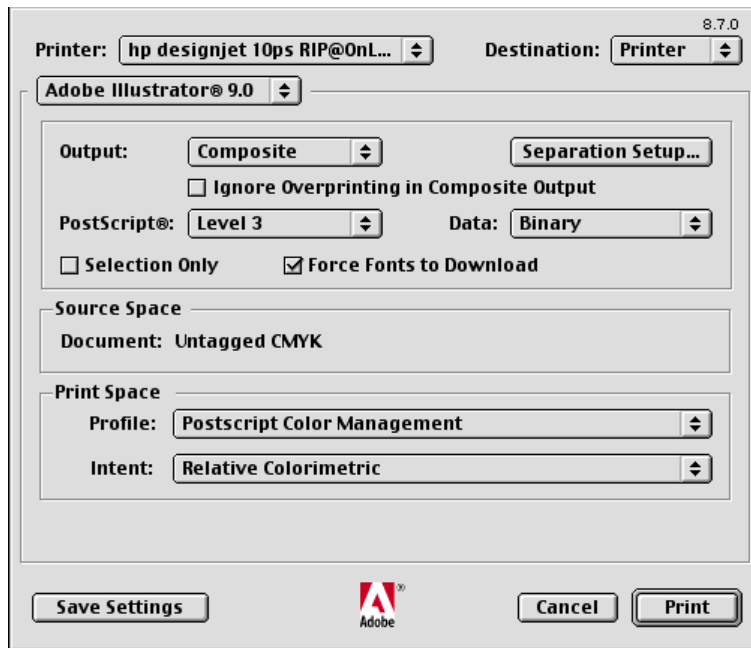 8.7.0
Printer: hp designjet 10ps RIP@OnL... Destination: Printer
Adobe Illustrator® 9.0
Output: Composite Separation Setup...
Ignore Overprinting in Composite Output
PostScript®: Level 3 Data: Binary
Selection Only Force Fonts to Download
Source Space
Document: Untagged CMYK
Print Space
Profile: Postscript Color Management
Intent: Relative Colorimetric
Save Settings Adobe ® Cancel Print